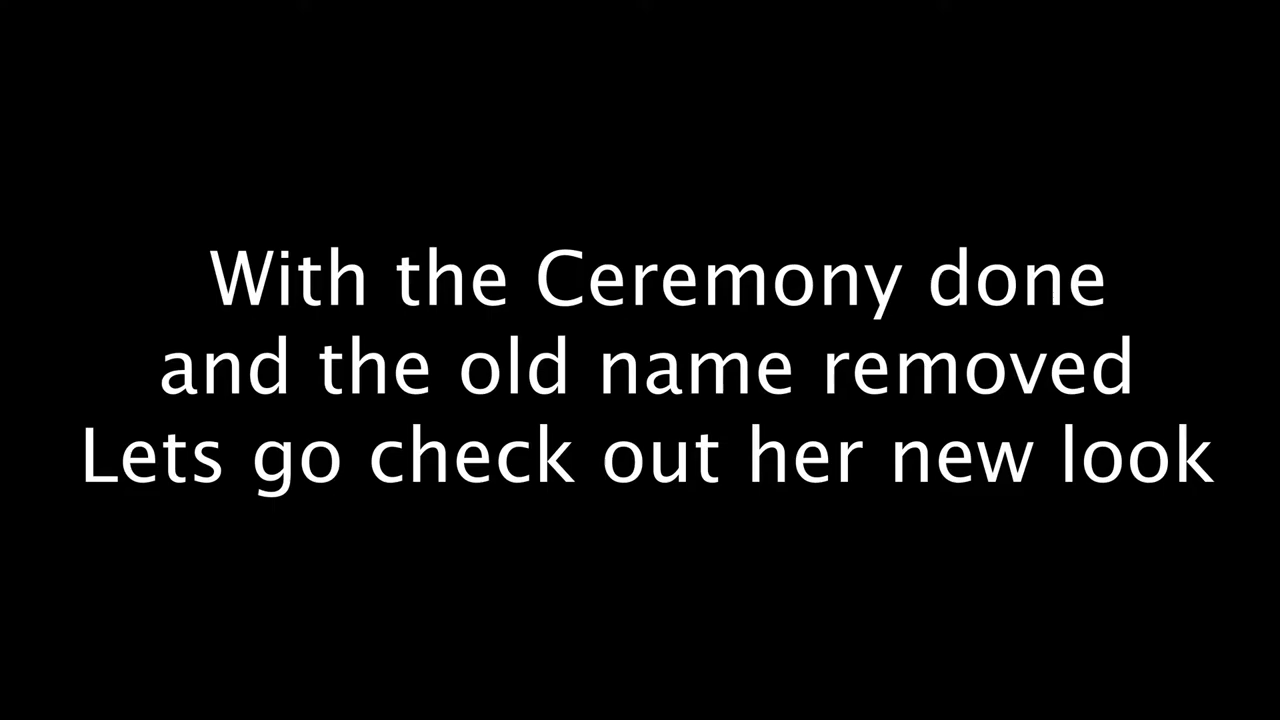 With the Ceremony done
and the old name removed
Lets go check out her new look